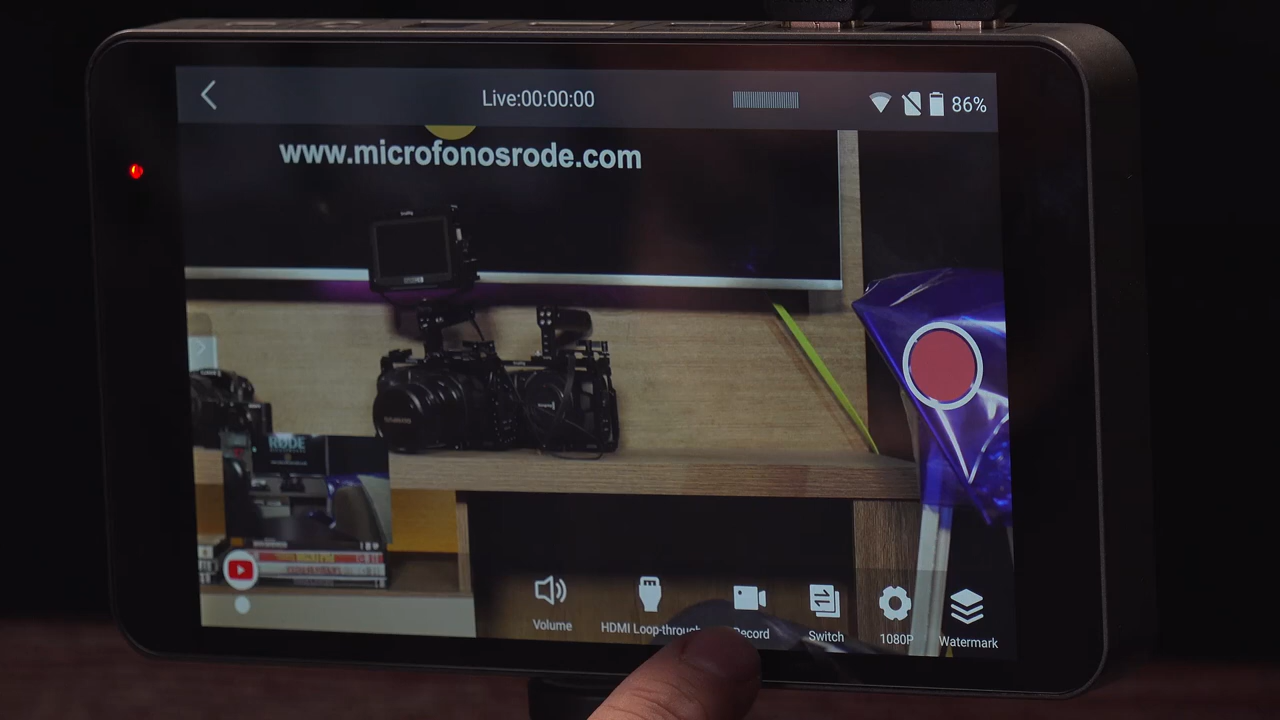 Live:00:00:00
86%
www.microfonosrode.com
RØDE
Volume
HDMI Loop-through
Record
Switch
1080P
Watermark